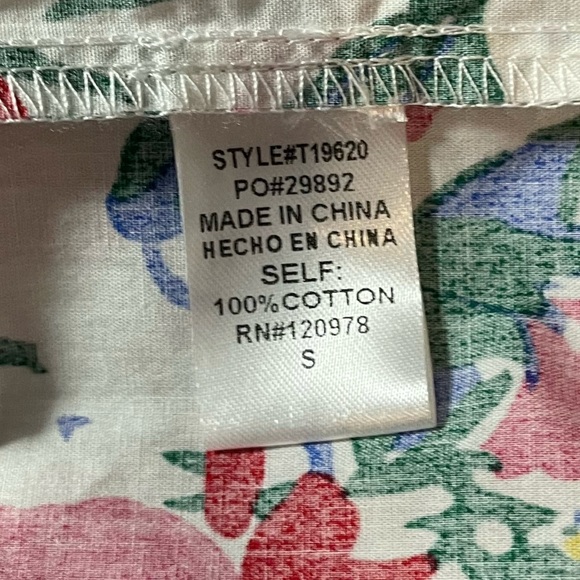 STYLE#T19620
PO#29892
MADE IN CHINA
HECHO EN CHINA
SELF:
100%COTTON
RN#120978
S